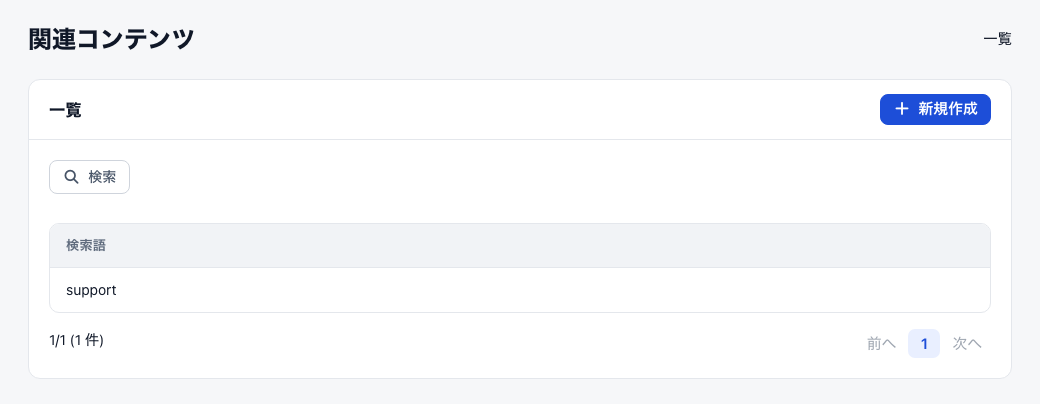 関連コンテンツ
一覧
一覧
新規作成
検索
検索語
support
1/1 (1 件)
前へ 1 次へ